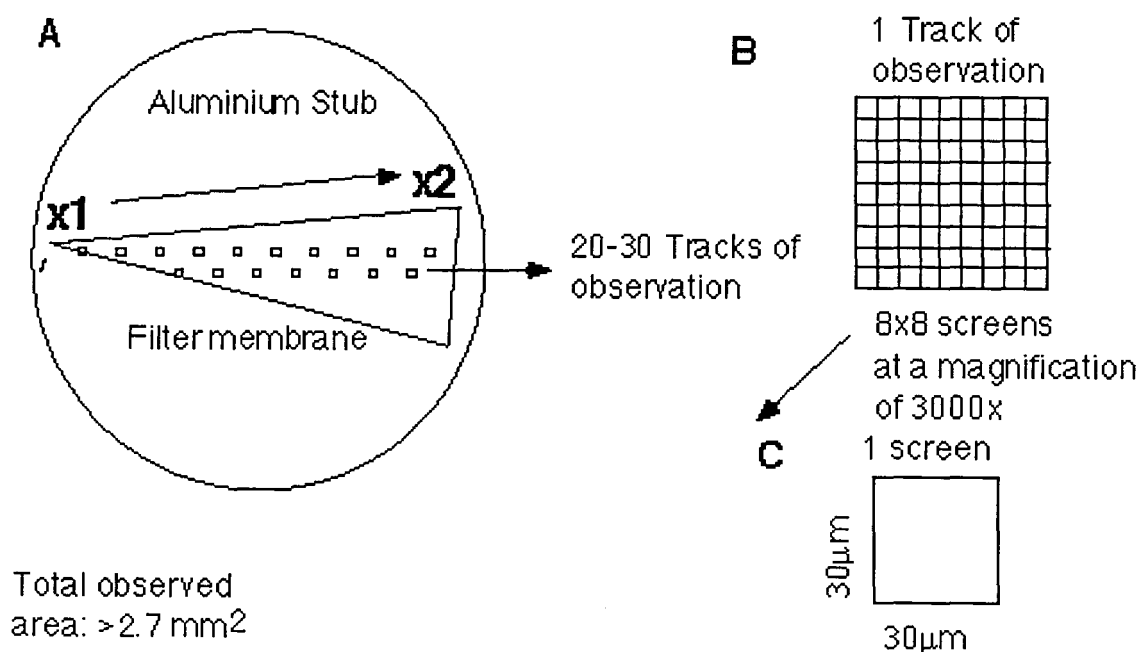 A
Aluminium Stub
x1
x2
Filter membrane
20-30 Tracks of
observation
Total observed
area: >2.7 mm2
B
1 Track of
observation
8x8 screens
at a magnification
of 3000x
C
1 screen
30µm
30µm